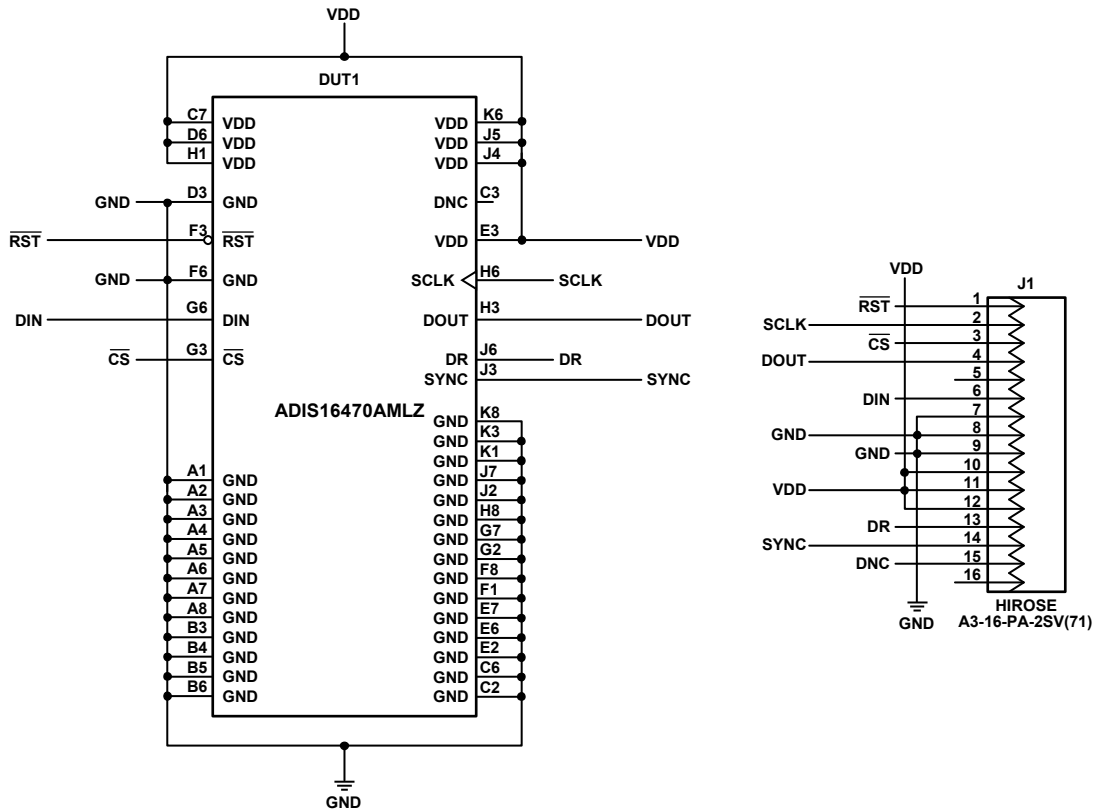 VDD
DUT1
C7 VDD VDD K6
D6 VDD VDD J5
H1 VDD VDD J4
GND D3 GND DNC C3
RST F3 RST VDD E3 VDD
GND F6 GND SCLK H6 SCLK
DIN G6 DIN DOUT H3 DOUT
CS G3 CS DR J6 DR
SYNC J3 SYNC
ADIS16470AMLZ
GND K8
GND K3
GND K1
A1 GND GND J7
A2 GND GND J2
A3 GND GND H8
A4 GND GND G7
A5 GND GND G2
A6 GND GND F8
A7 GND GND F1
A8 GND GND E7
B3 GND GND E6
B4 GND GND E2
B5 GND GND C6
B6 GND GND C2
GND
VDD
J1
RST 1
SCLK 2
CS 3
DOUT 4
5
DIN 6
7
GND 8
GND 9
10
VDD 11
12
DR 13
SYNC 14
DNC 15
16
GND
HIROSE
A3-16-PA-2SV(71)